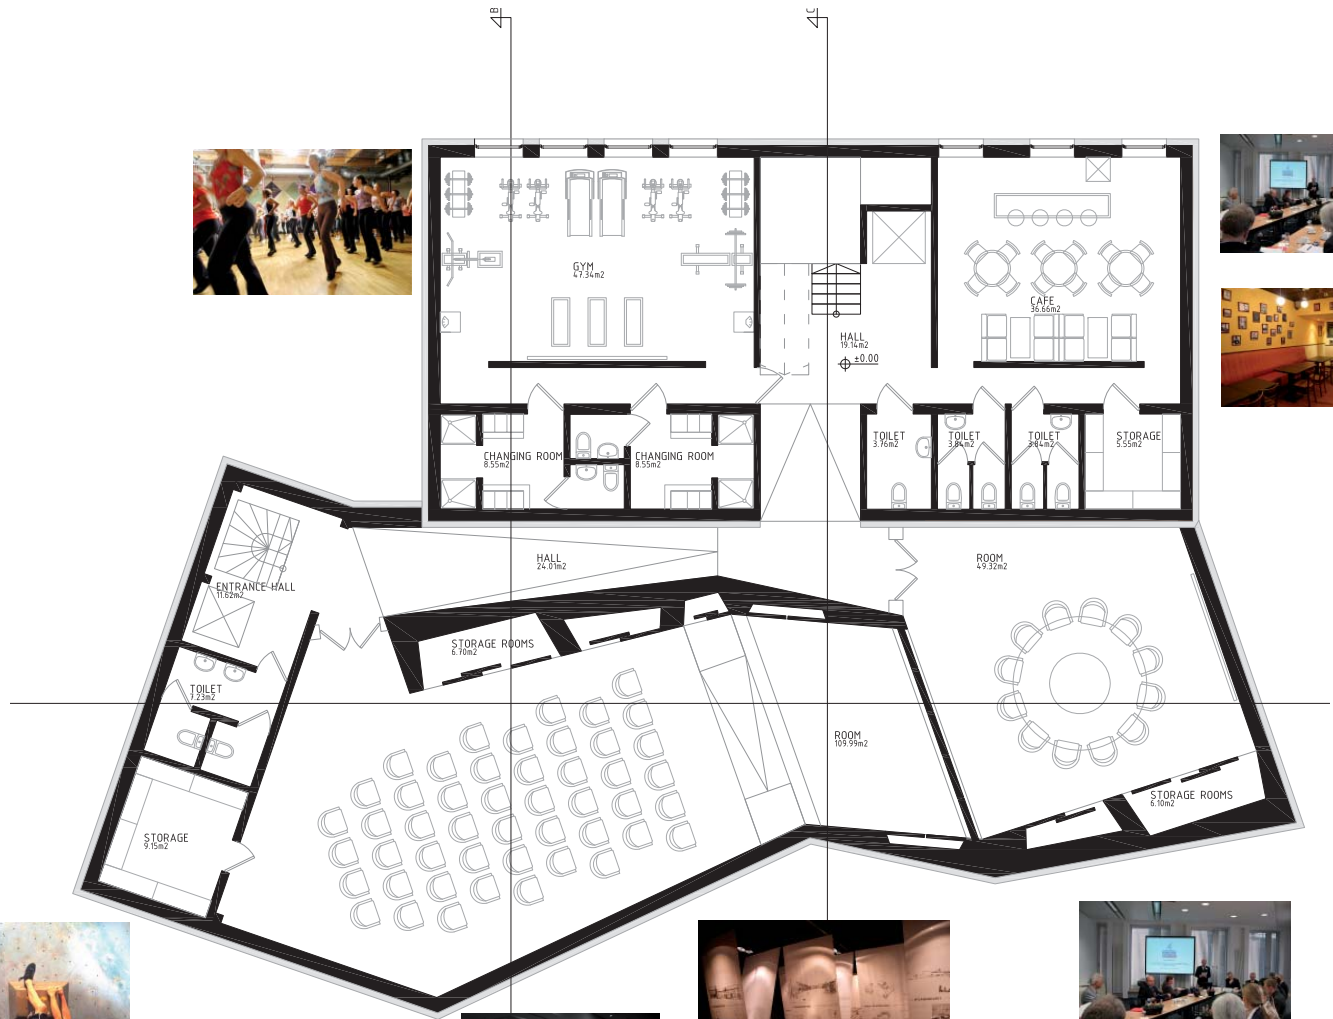 B
C
GYM
47.34m2
CAFE
36.66m2
HALL
19.14m2
±0.00
TOILET
3.76m2
TOILET
3.84m2
TOILET
3.84m2
STORAGE
5.55m2
CHANGING ROOM
8.55m2
CHANGING ROOM
8.55m2
HALL
24.01m2
ROOM
49.32m2
ENTRANCE HALL
11.62m2
STORAGE ROOMS
6.70m2
TOILET
7.23m2
ROOM
109.99m2
STORAGE ROOMS
6.10m2
STORAGE
9.15m2